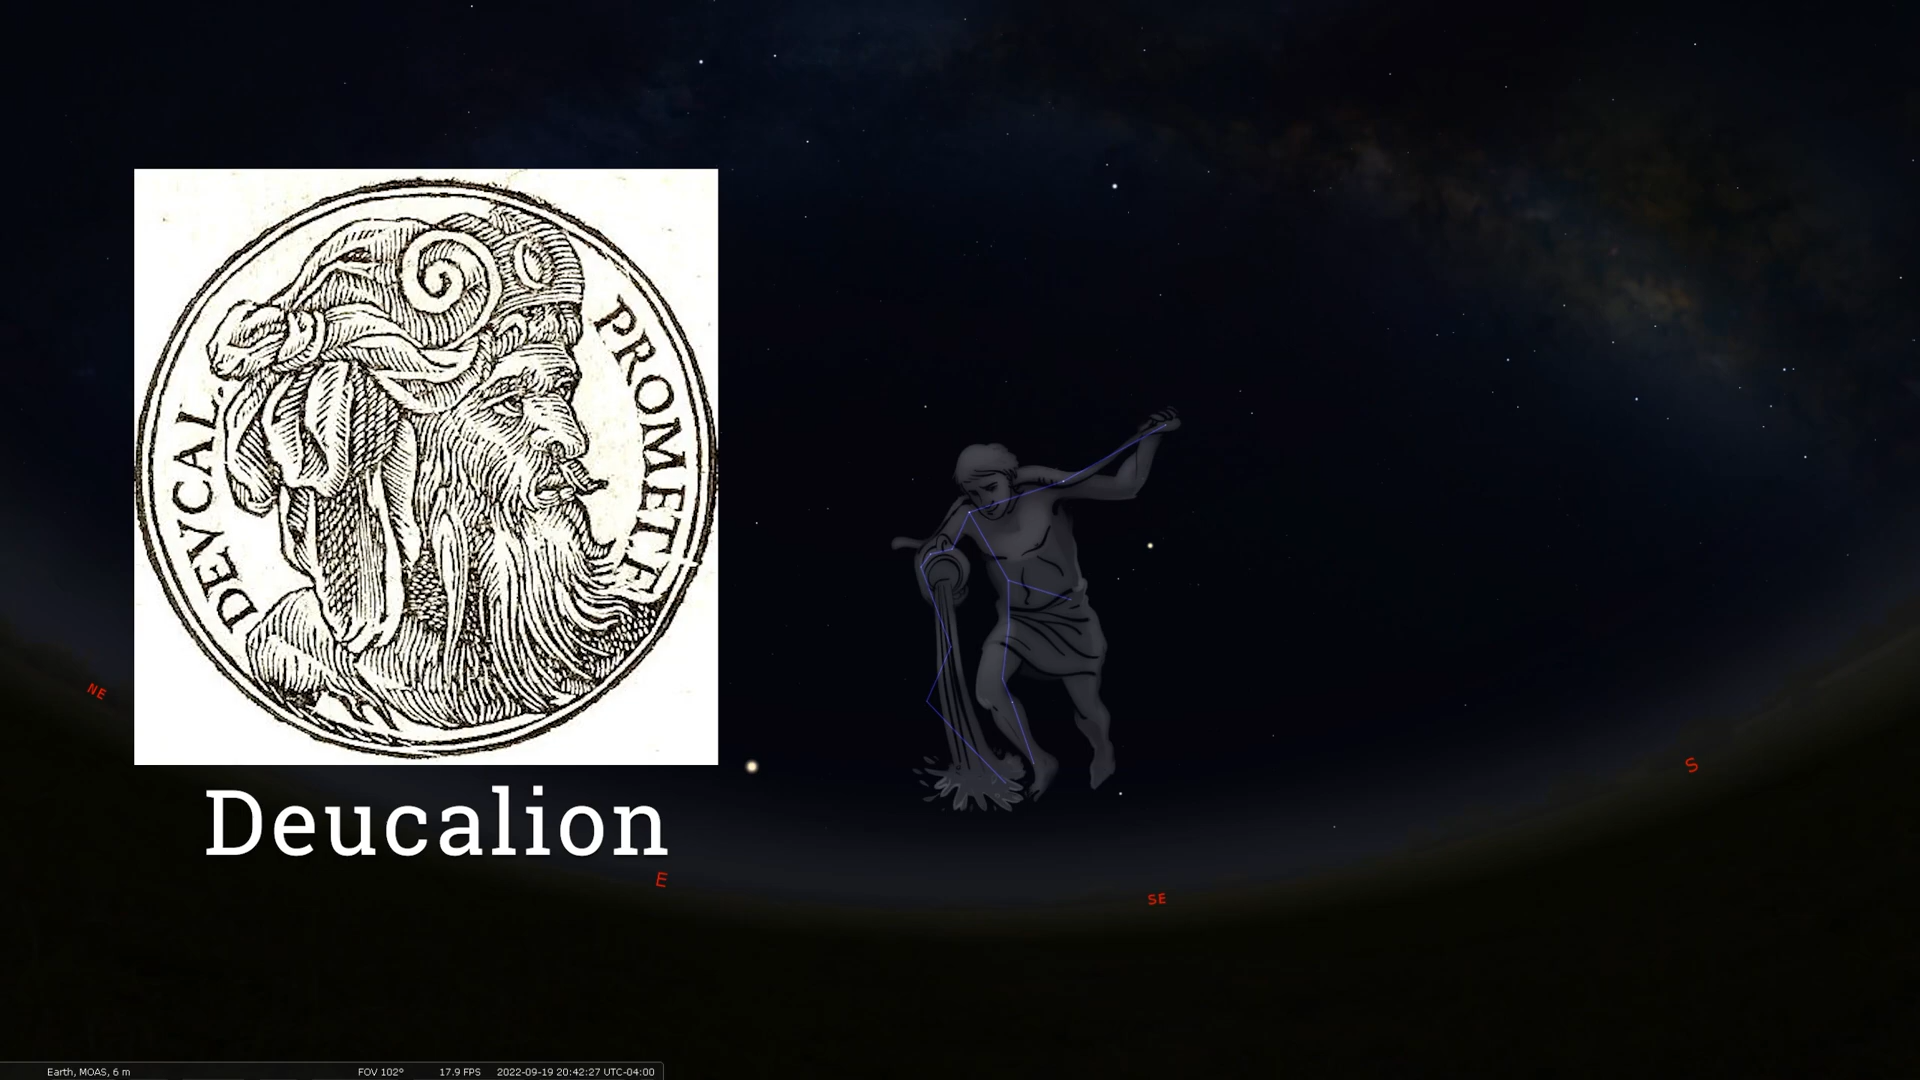 DEVCAL.
PROMETF
Deucalion
NE
E
SE
S
Earth, MOAS, 6 m FOV 102° 17.9 FPS 2022-09-19 20:42:27 UTC-04:00